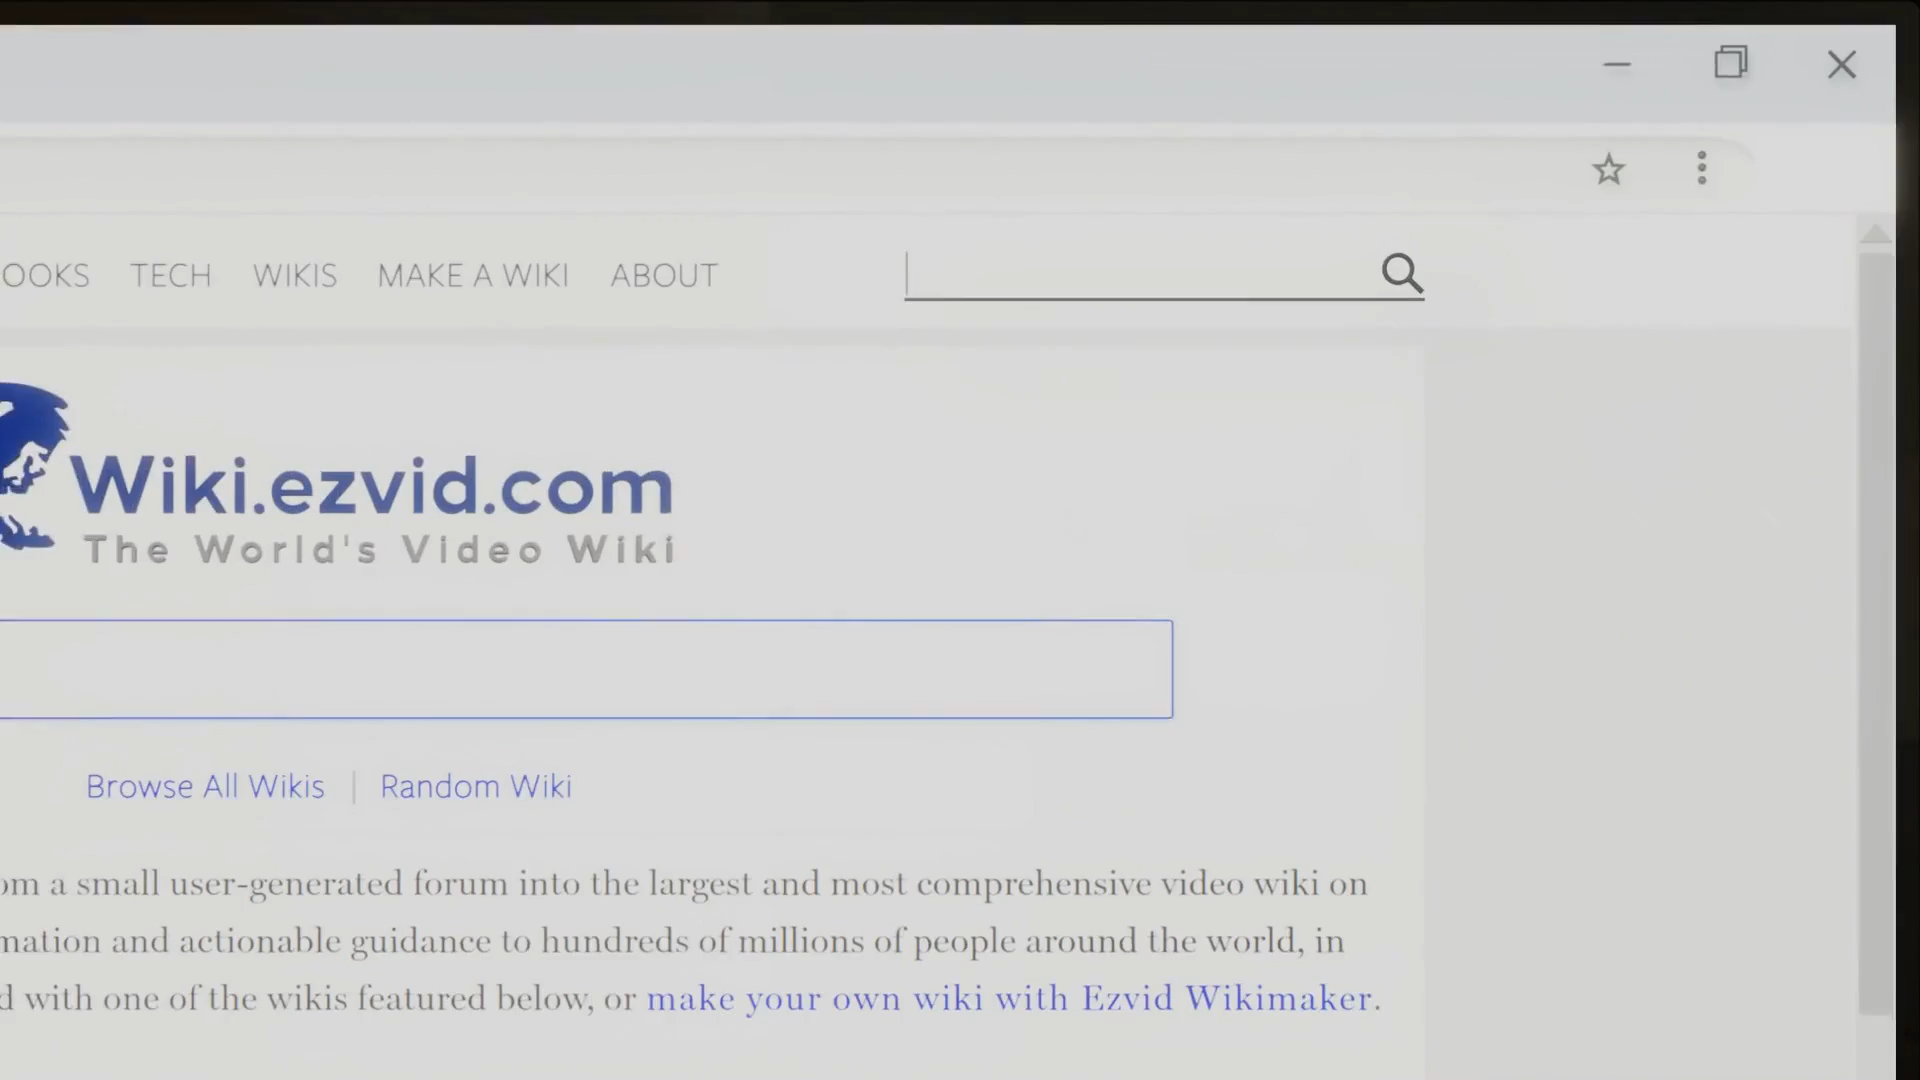 TECH WIKIS MAKE A WIKI ABOUT
Wiki.ezvid.com
The World's Video Wiki
Browse All Wikis | Random Wiki
a small user-generated forum into the largest and most comprehensive video wiki on
and actionable guidance to hundreds of millions of people around the world, in
with one of the wikis featured below, or make your own wiki with Ezvid Wikimaker.